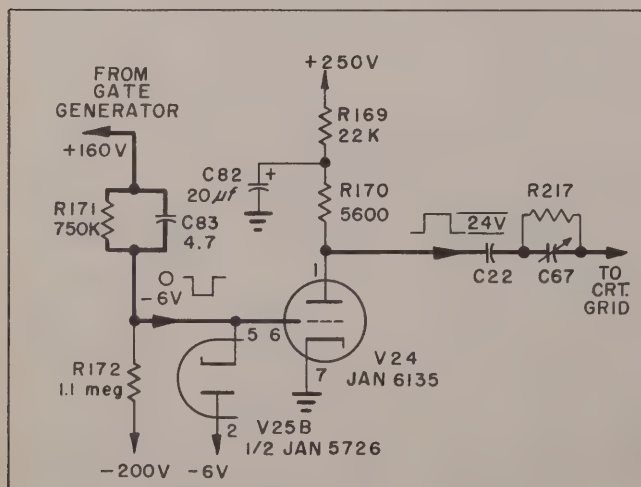 FROM
GATE
GENERATOR
+160V
R171
750K
C83
4.7
O
-6V
R172
1.1 meg
-200V
-6V
+250V
R169
22K
C82
+
20µf
R170
5600
1
5
6
7
2
V24
JAN 6135
V25B
1/2 JAN 5726
24V
R217
C22
C67
TO
CRT.
GRID